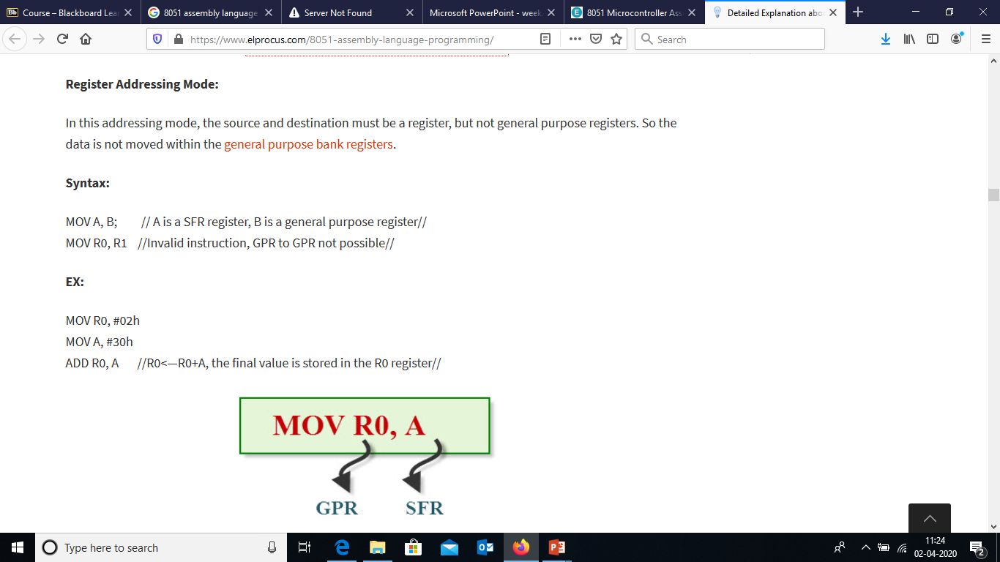 Course – Blackboard Lea
8051 assembly language
Server Not Found
Microsoft PowerPoint - week
8051 Microcontroller Ass
Detailed Explanation abo
https://www.elprocus.com/8051-assembly-language-programming/
Search
Register Addressing Mode:
In this addressing mode, the source and destination must be a register, but not general purpose registers. So the
data is not moved within the general purpose bank registers.
Syntax:
MOV A, B; // A is a SFR register, B is a general purpose register//
MOV R0, R1 //Invalid instruction, GPR to GPR not possible//
EX:
MOV R0, #02h
MOV A, #30h
ADD R0, A //R0<—R0+A, the final value is stored in the R0 register//
MOV R0, A
GPR SFR
Type here to search
11:24
02-04-2020
2